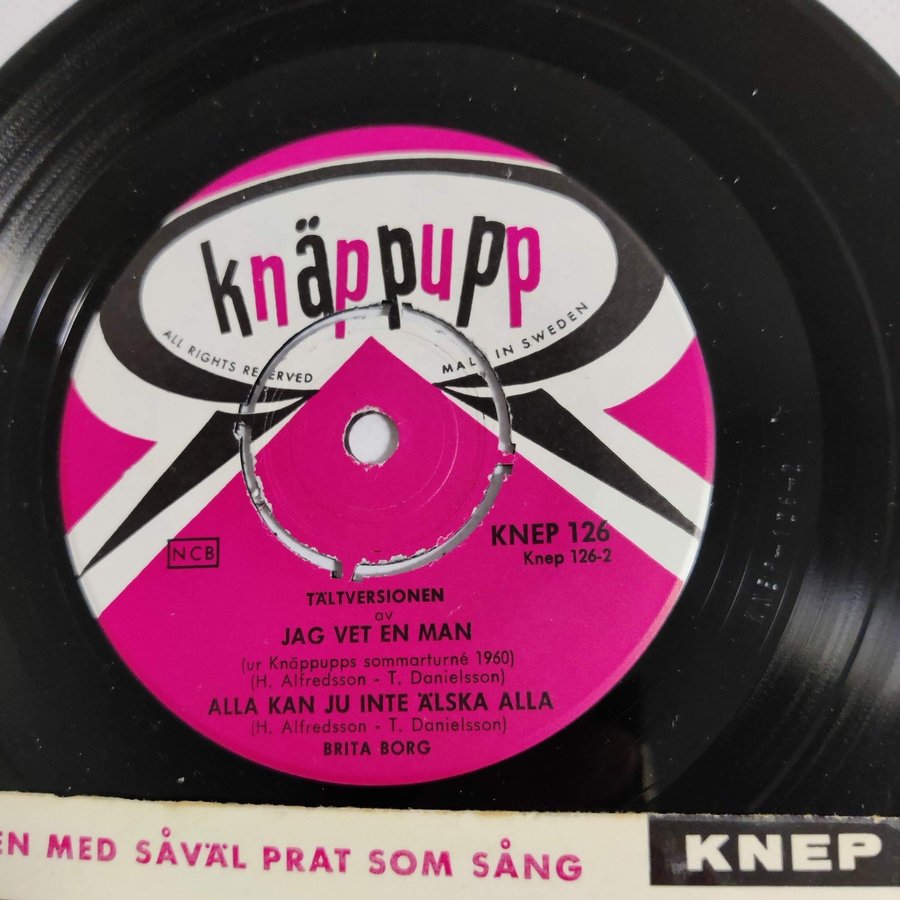 knäppupp
ALL RIGHTS RESERVED
MADE IN SWEDEN
NCB
KNEP 126
Knep 126-2
TÄLTVERSIONEN
av
JAG VET EN MAN
(ur Knäppupps sommarturné 1960)
(H. Alfredsson - T. Danielsson)
ALLA KAN JU INTE ÄLSKA ALLA
(H. Alfredsson - T. Danielsson)
BRITA BORG
EN MED SÅVÄL PRAT SOM SÅNG
KNEP